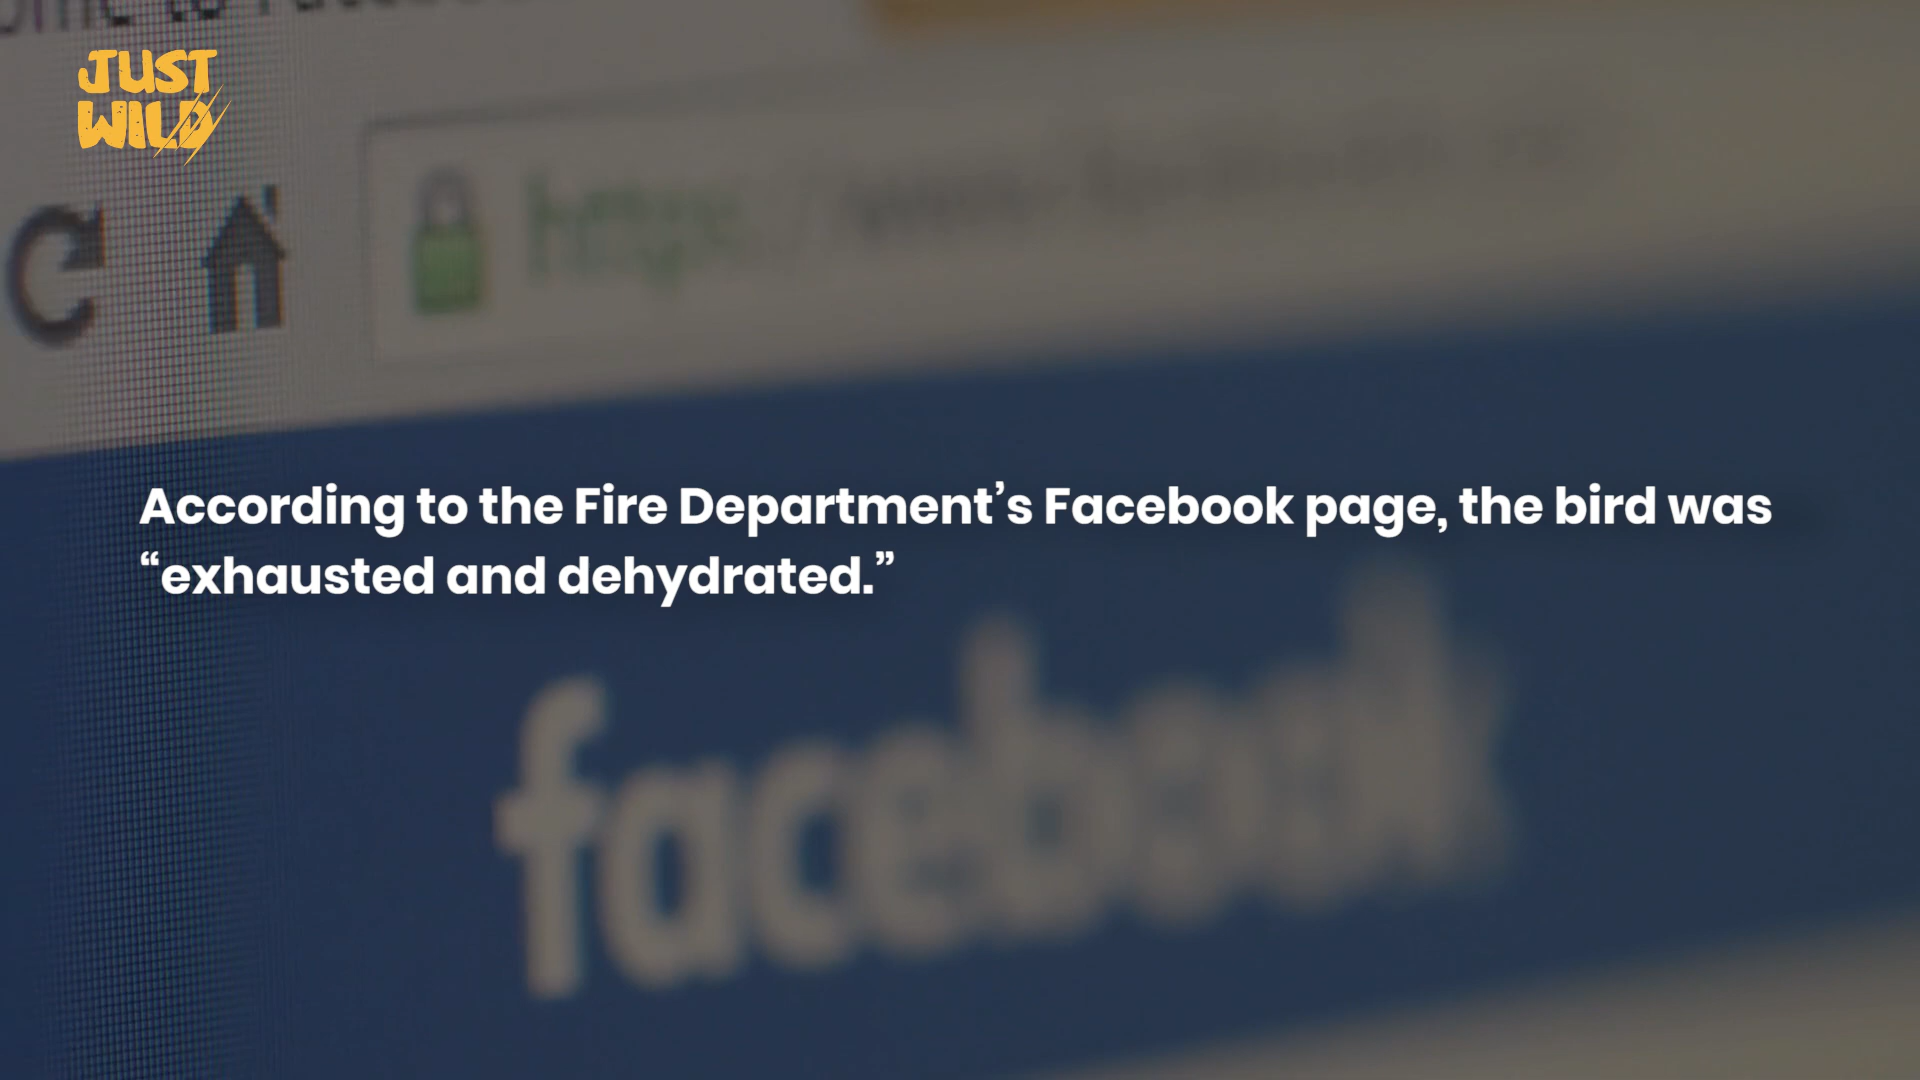 JUST
WILD
According to the Fire Department’s Facebook page, the bird was
“exhausted and dehydrated.”
facebook